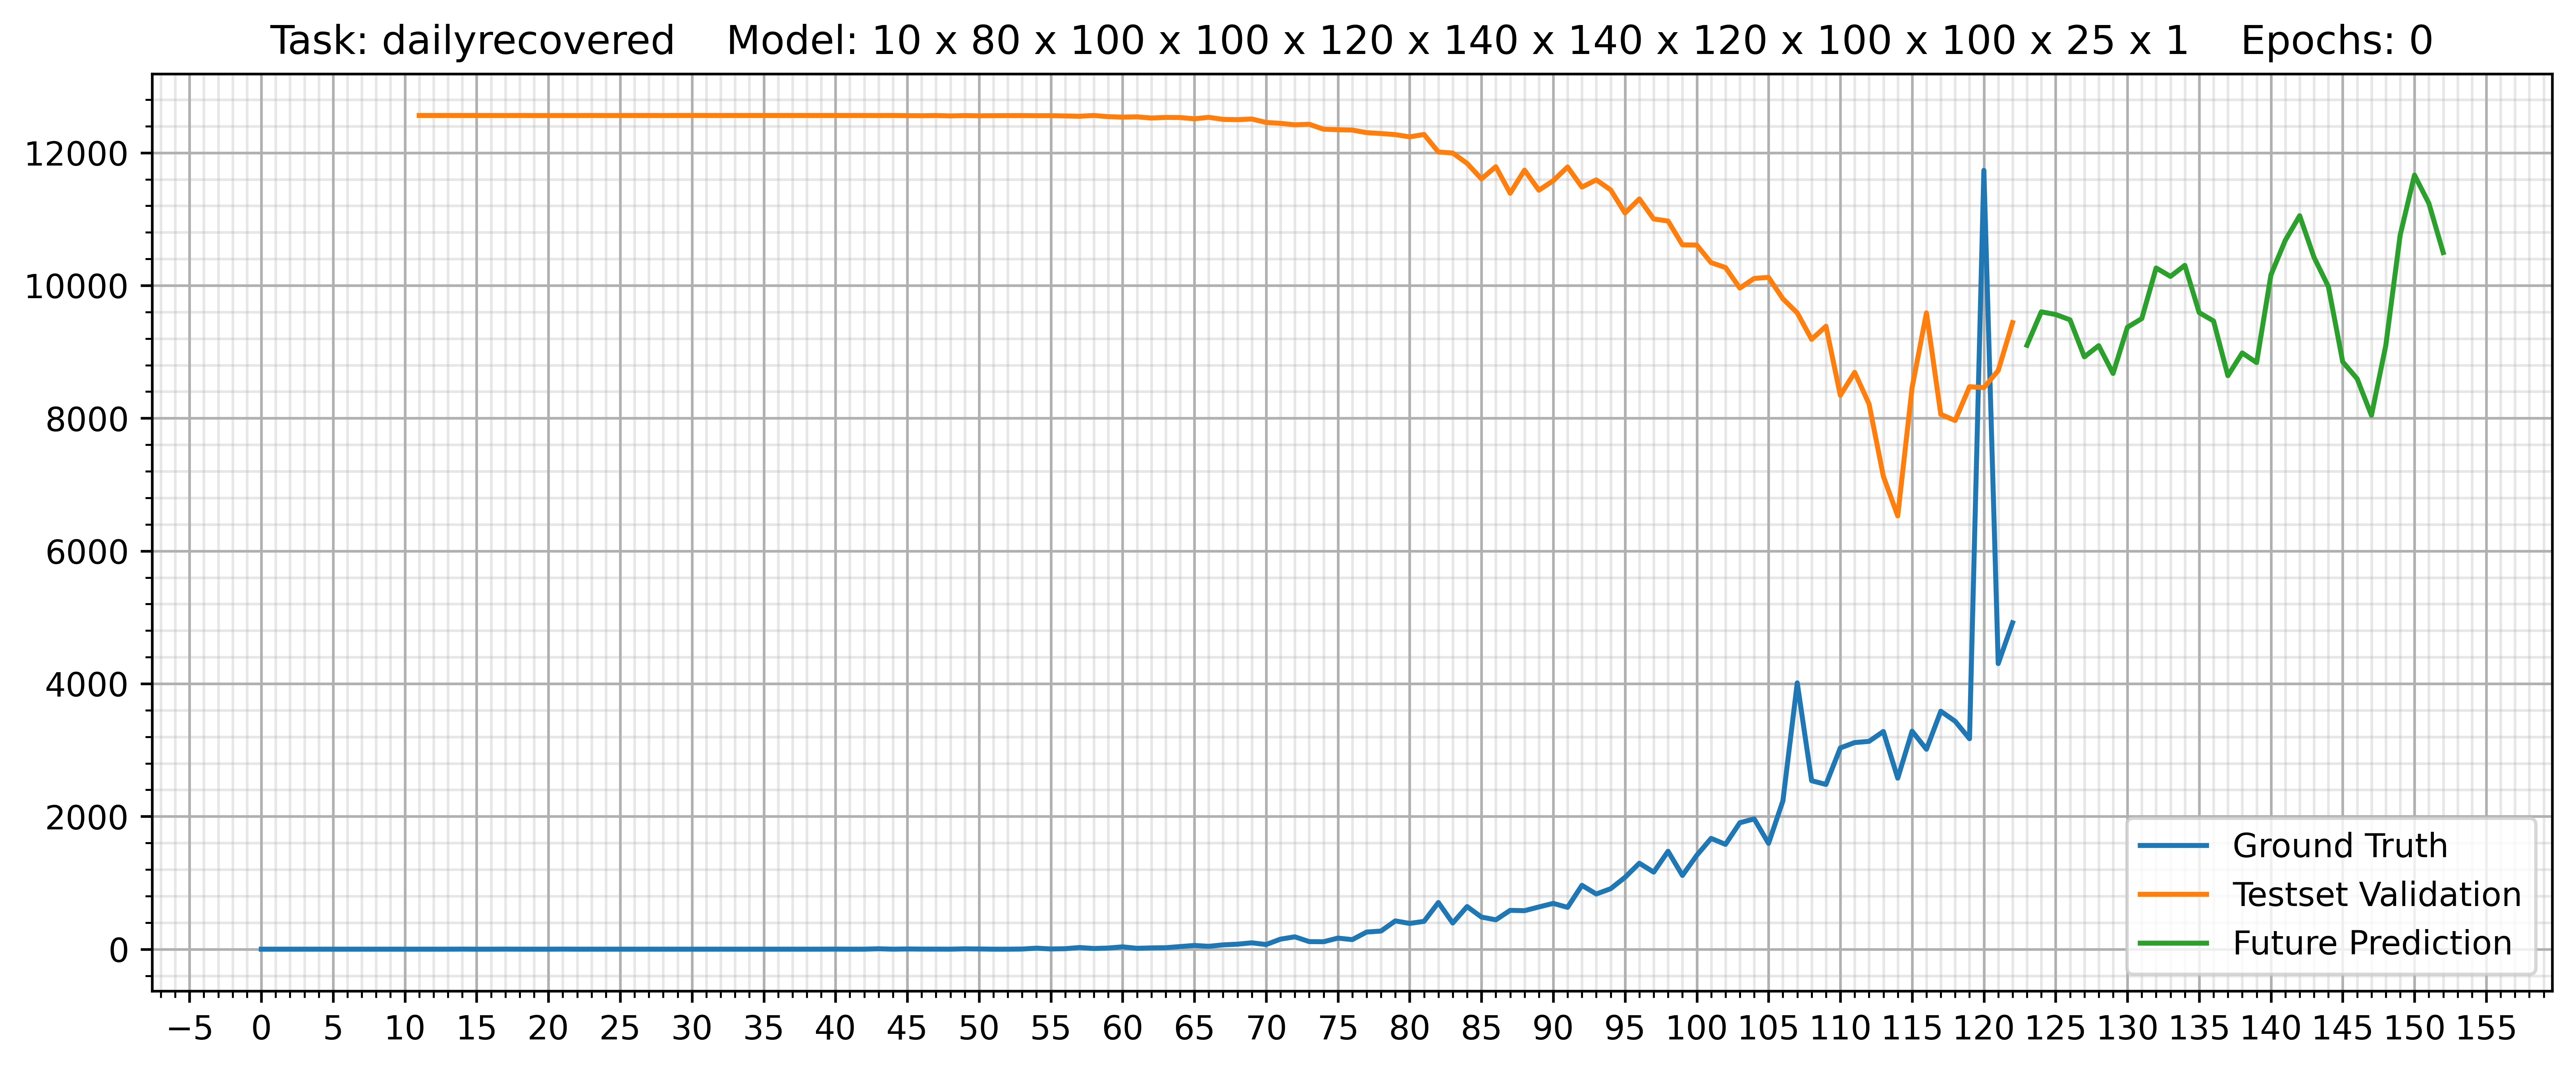 Task: dailyrecovered    Model: 10 x 80 x 100 x 100 x 120 x 140 x 140 x 120 x 100 x 100 x 25 x 1    Epochs: 0
12000
10000
8000
6000
4000
2000
0
Ground Truth
Testset Validation
Future Prediction
−5 0 5 10 15 20 25 30 35 40 45 50 55 60 65 70 75 80 85 90 95 100 105 110 115 120 125 130 135 140 145 150 155